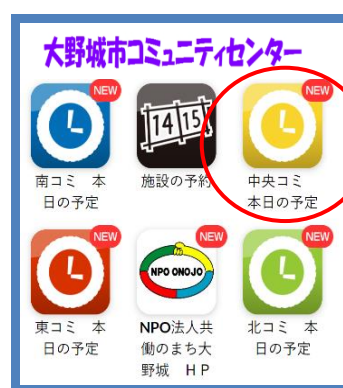 大野城市コミュニティセンター
NEW
NEW
14 15
南コミ 本
日の予定
施設の予約
中央コミ
本日の予定
NEW
NEW
NEW
NPO ONOJO
東コミ 本
日の予定
NPO法人共
働のまち大
野城 HP
北コミ 本
日の予定